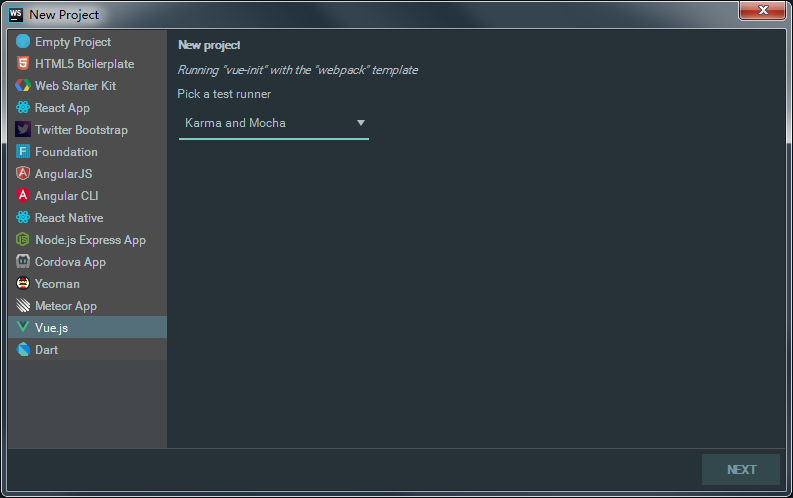 WS New Project
Empty Project
HTML5 Boilerplate
Web Starter Kit
React App
Twitter Bootstrap
Foundation
AngularJS
Angular CLI
React Native
Node.js Express App
Cordova App
Yeoman
Meteor App
Vue.js
Dart
New project
Running "vue-init" with the "webpack" template
Pick a test runner
Karma and Mocha
NEXT